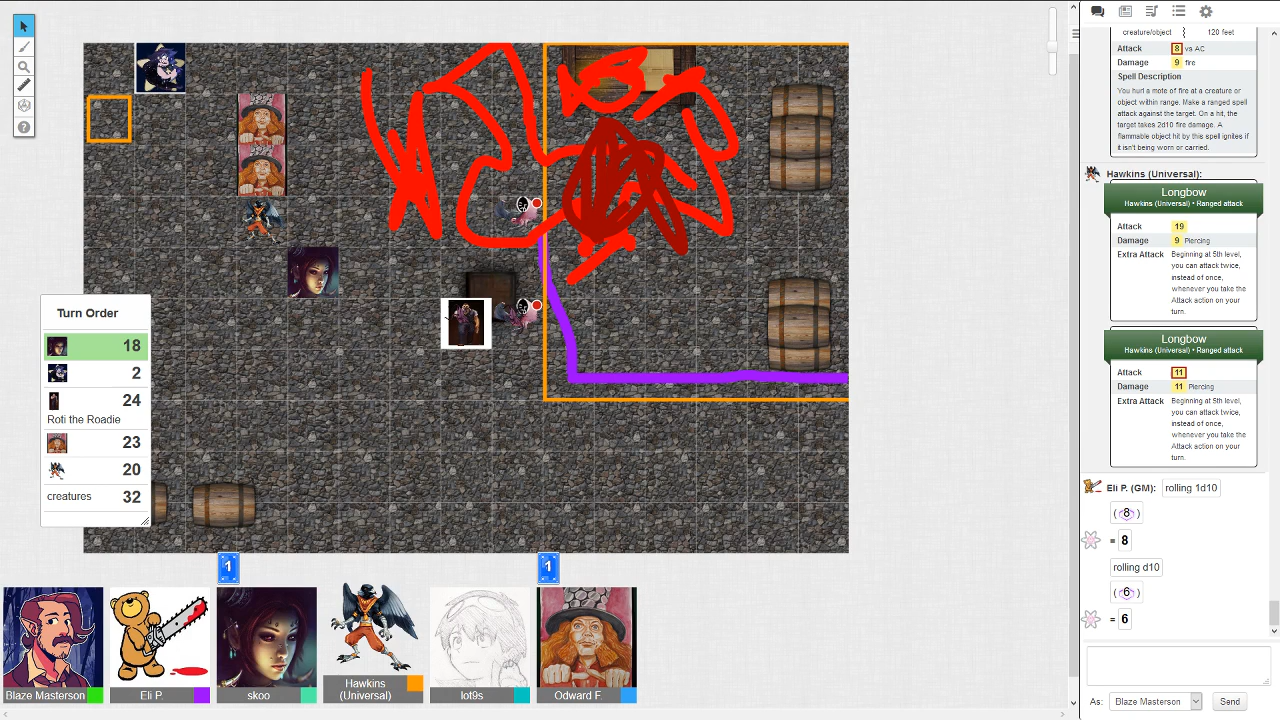 creature/object
120 feet
Attack 8 vs AC
Damage 9 fire
Spell Description
You hurl a mote of fire at a creature or
object within range. Make a ranged spell
attack against the target. On a hit, the
target takes 2d10 fire damage. A
flammable object hit by this spell ignites if
it isn't being worn or carried.
Hawkins (Universal):
Longbow
Hawkins (Universal) • Ranged attack
Attack 19
Damage 9 Piercing
Extra Attack Beginning at 5th level,
you can attack twice,
instead of once,
whenever you take the
Attack action on your
turn.
Longbow
Hawkins (Universal) • Ranged attack
Attack 11
Damage 11 Piercing
Extra Attack Beginning at 5th level,
you can attack twice,
instead of once,
whenever you take the
Attack action on your
turn.
Eli P. (GM): rolling 1d10
(8)
= 8
rolling d10
(6)
= 6
As: Blaze Masterson Send
Turn Order
18
2
24
Roti the Roadie
23
20
creatures 32
1
1
Blaze Masterson
Eli P.
skoo
Hawkins
(Universal)
lot9s
Odward F